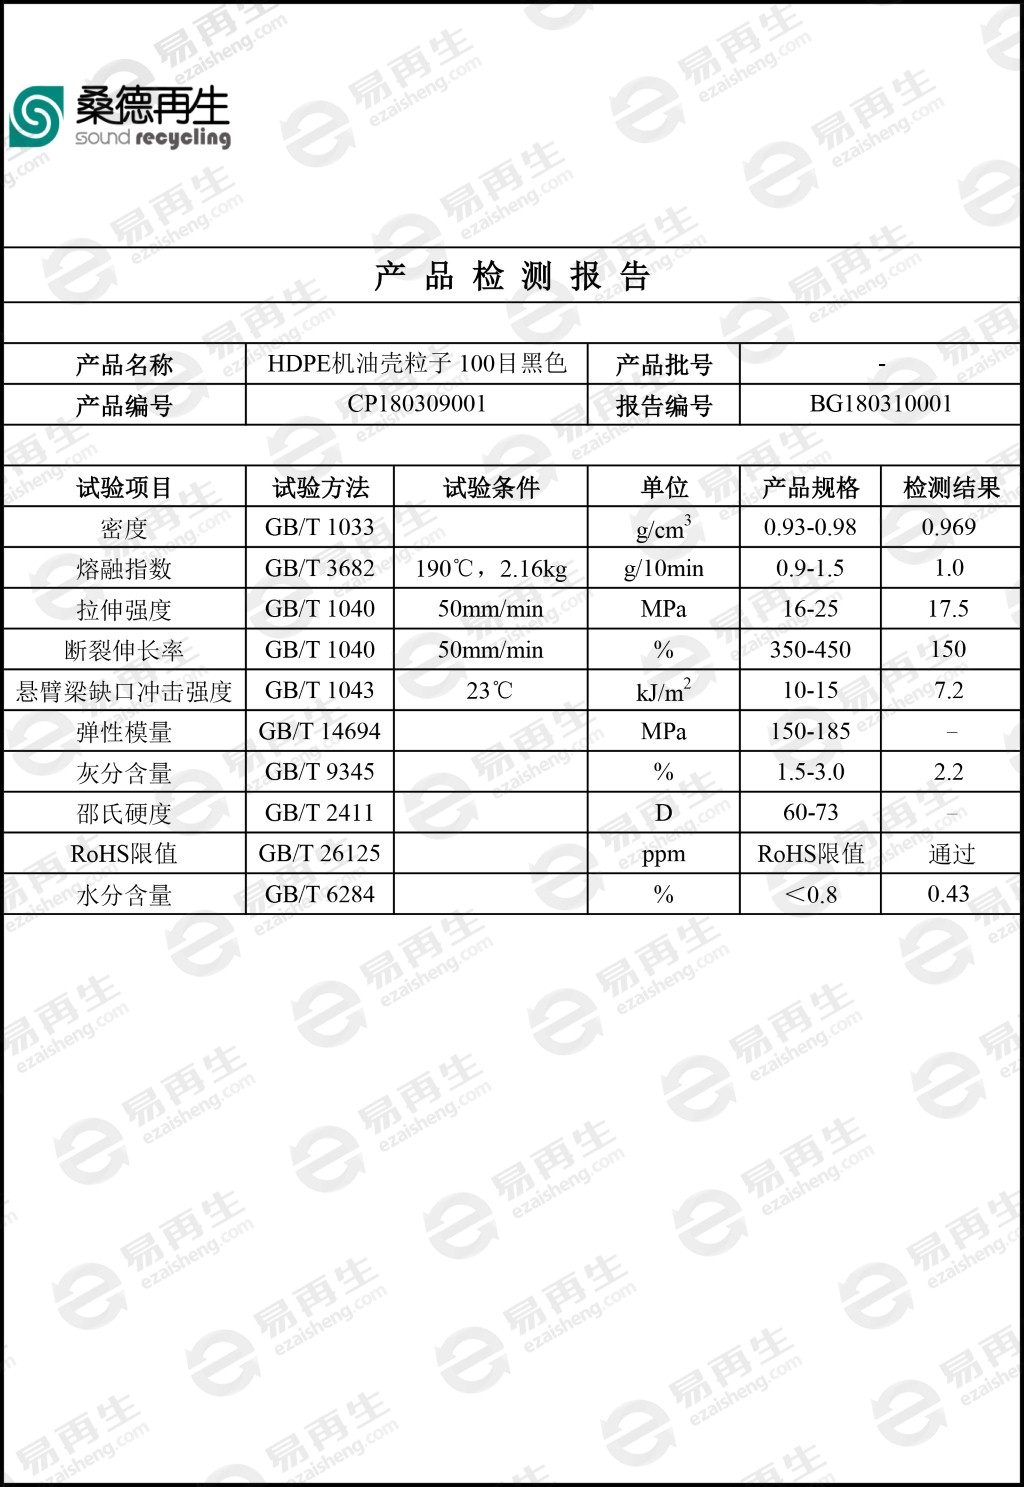 桑德再生
sound recycling
产品检测报告
产品名称 HDPE机油壳粒子 100目黑色 产品批号 -
产品编号 CP180309001 报告编号 BG180310001
试验项目 试验方法 试验条件 单位 产品规格 检测结果
密度 GB/T 1033 g/cm³ 0.93-0.98 0.969
熔融指数 GB/T 3682 190℃，2.16kg g/10min 0.9-1.5 1.0
拉伸强度 GB/T 1040 50mm/min MPa 16-25 17.5
断裂伸长率 GB/T 1040 50mm/min % 350-450 150
悬臂梁缺口冲击强度 GB/T 1043 23℃ kJ/m² 10-15 7.2
弹性模量 GB/T 14694 MPa 150-185 –
灰分含量 GB/T 9345 % 1.5-3.0 2.2
邵氏硬度 GB/T 2411 D 60-73 –
RoHS限值 GB/T 26125 ppm RoHS限值 通过
水分含量 GB/T 6284 % ＜0.8 0.43
易再生
ezaisheng.com